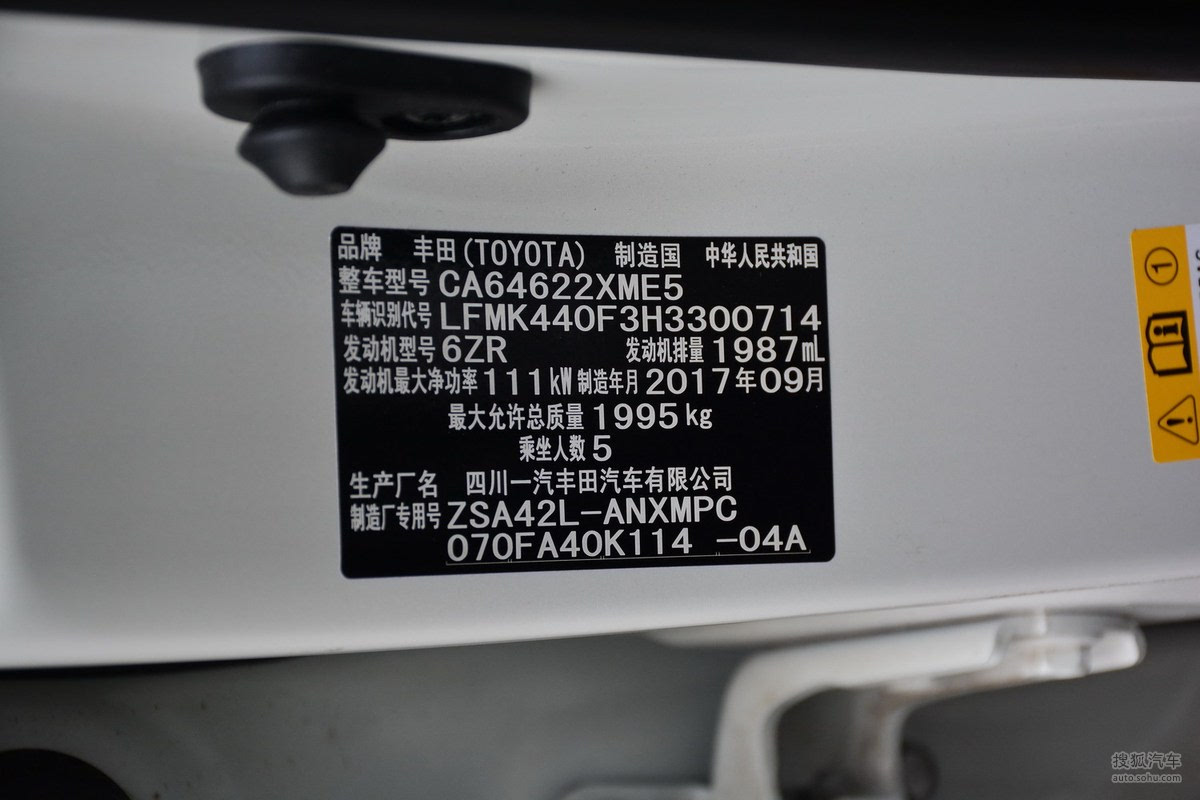 品牌 丰田(TOYOTA) 制造国 中华人民共和国
整车型号 CA64622XME5
车辆识别代号 LFMK440F3H3300714
发动机型号 6ZR 发动机排量 1987mL
发动机最大净功率 111kW 制造年月 2017年09月
最大允许总质量 1995kg
乘坐人数 5
生产厂名 四川一汽丰田汽车有限公司
制造厂专用号 ZSA42L-ANXMPC
070FA40K114 -04A
1
搜狐汽车
auto.sohu.com